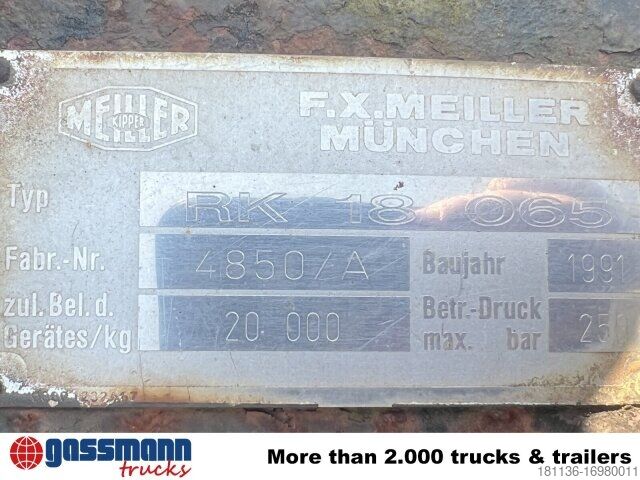 MEILLER
KIPPER
F.X.MEILLER
MÜNCHEN
Typ RK 18 065
Fabr.-Nr. 4850/A Baujahr 1991
zul. Bel. d. Gerätes/kg 20 000 Betr.-Druck max. bar 250
gassmann
trucks
More than 2.000 trucks & trailers
181136-16980011